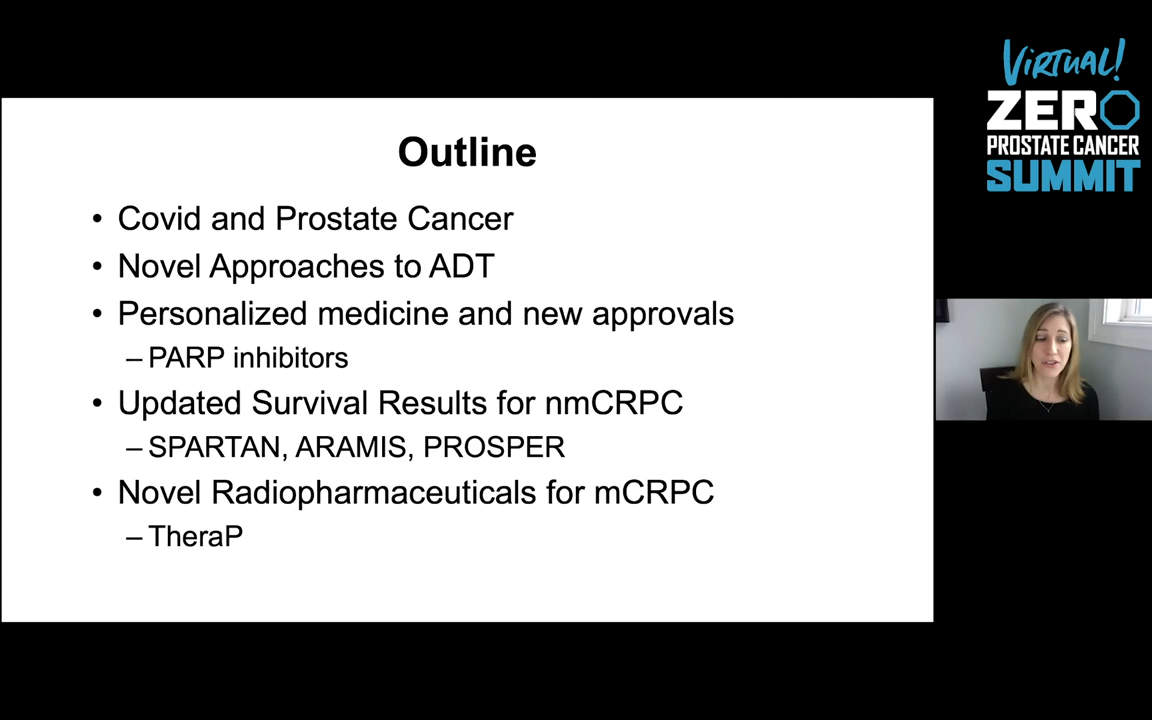 Outline
• Covid and Prostate Cancer
• Novel Approaches to ADT
• Personalized medicine and new approvals
– PARP inhibitors
• Updated Survival Results for nmCRPC
– SPARTAN, ARAMIS, PROSPER
• Novel Radiopharmaceuticals for mCRPC
– TheraP
VIRTUAL!
ZERO
PROSTATE CANCER
SUMMIT